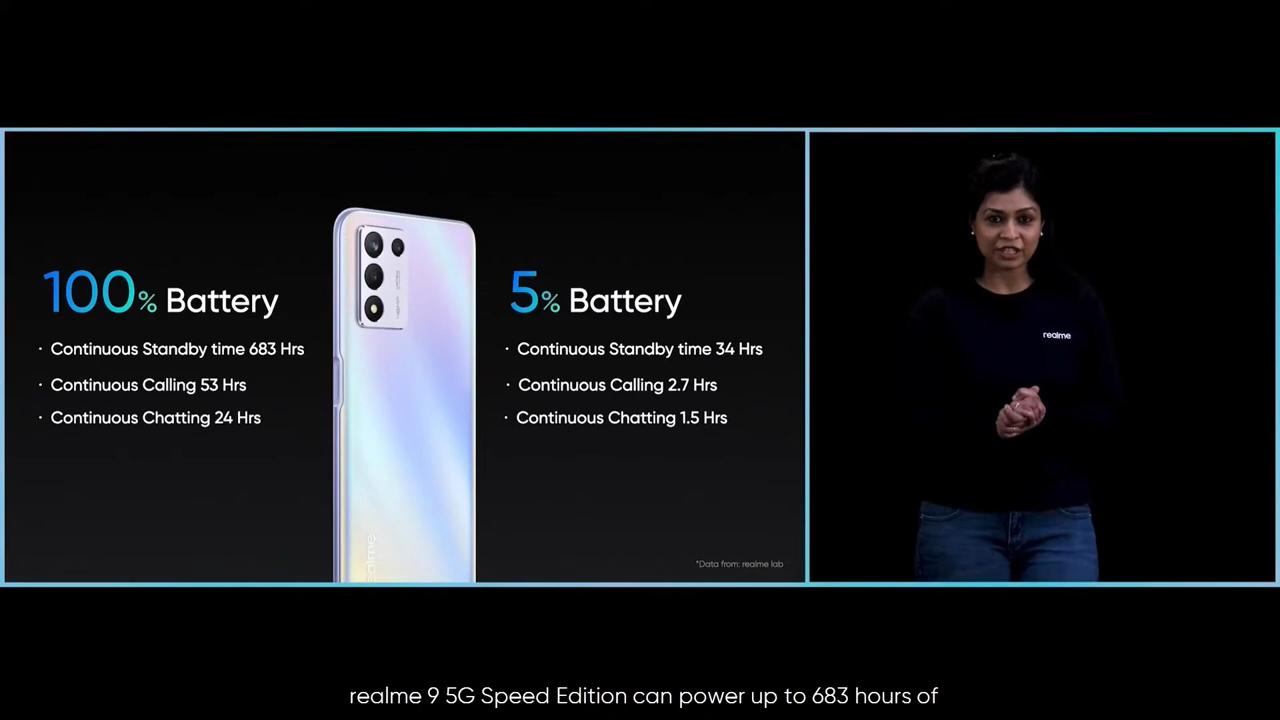 100% Battery
· Continuous Standby time 683 Hrs
· Continuous Calling 53 Hrs
· Continuous Chatting 24 Hrs
realme
5% Battery
· Continuous Standby time 34 Hrs
· Continuous Calling 2.7 Hrs
· Continuous Chatting 1.5 Hrs
*Data from: realme lab
realme
realme 9 5G Speed Edition can power up to 683 hours of